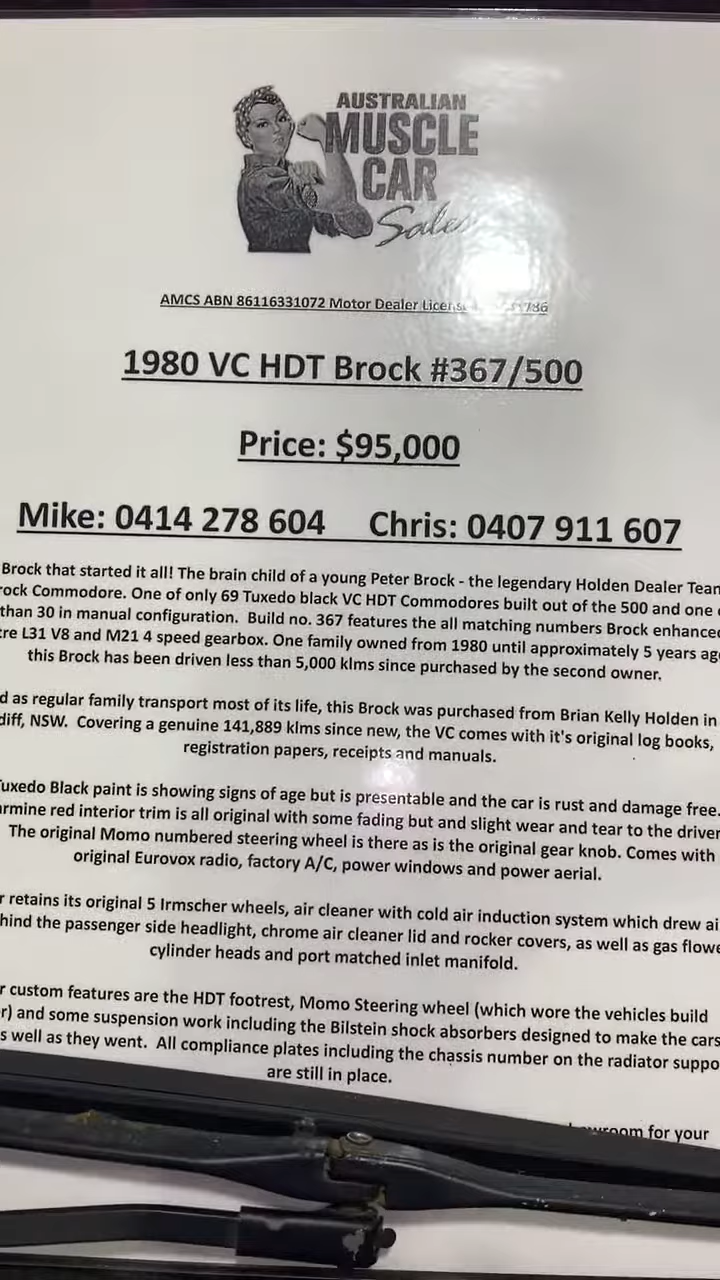 AUSTRALIAN
MUSCLE
CAR
Sales
AMCS ABN 86116331072 Motor Dealer
1980 VC HDT Brock #367/500
Price: $95,000
Mike: 0414 278 604 Chris: 0407 911 607
Brock that started it all! The brain child of a young Peter Brock - the legendary Holden Dealer Team
rock Commodore. One of only 69 Tuxedo black VC HDT Commodores built out of the 500 and one
than 30 in manual configuration. Build no. 367 features the all matching numbers Brock enhanced
tre L31 V8 and M21 4 speed gearbox. One family owned from 1980 until approximately 5 years ago
this Brock has been driven less than 5,000 klms since purchased by the second owner.
d as regular family transport most of its life, this Brock was purchased from Brian Kelly Holden in
diff, NSW. Covering a genuine 141,889 klms since new, the VC comes with it's original log books,
registration papers, receipts and manuals.
Tuxedo Black paint is showing signs of age but is presentable and the car is rust and damage free.
armine red interior trim is all original with some fading but and slight wear and tear to the driver
The original Momo numbered steering wheel is there as is the original gear knob. Comes with
original Eurovox radio, factory A/C, power windows and power aerial.
r retains its original 5 Irmscher wheels, air cleaner with cold air induction system which drew ai
hind the passenger side headlight, chrome air cleaner lid and rocker covers, as well as gas flowe
cylinder heads and port matched inlet manifold.
r custom features are the HDT footrest, Momo Steering wheel (which wore the vehicles build
r) and some suspension work including the Bilstein shock absorbers designed to make the cars
s well as they went. All compliance plates including the chassis number on the radiator suppo
are still in place.
for your